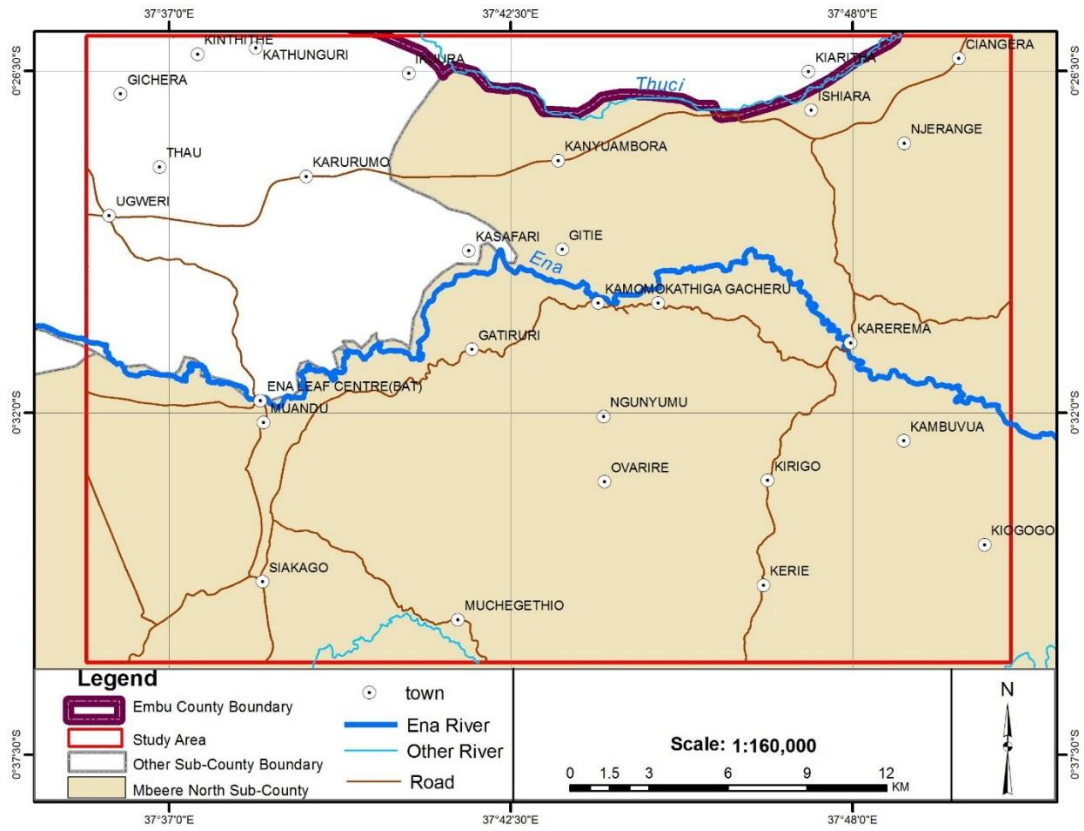 37°37'0"E
37°42'30"E
37°48'0"E
KINTHITHE
KATHUNGURI
CIANGERA
0°26'30"S
0°26'30"S
GICHERA
Thuci
ISHIARA
NJERANGE
THAU
KARURUMO
KANYUAMBORA
UGWERI
KASAFARI
GITIE
Ena
KAMOMOKATHIGA GACHERU
GATIRURI
KAREREMA
ENA LEAF CENTRE(BAT)
MUANDU
0°32'0"S
0°32'0"S
NGUNYUMU
KAMBUVUA
OVARIRE
KIRIGO
KIOGOGO
SIAKAGO
KERIE
MUCHEGETHIO
Legend
Embu County Boundary
Study Area
Other Sub-County Boundary
Mbeere North Sub-County
town
Ena River
Other River
Road
Scale: 1:160,000
0 1.5 3 6 9 12
KM
N
0°37'30"S
0°37'30"S
37°37'0"E
37°42'30"E
37°48'0"E